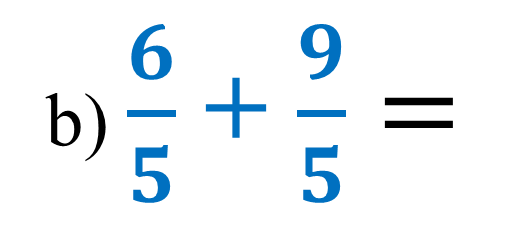 b) 6/5 + 9/5 =